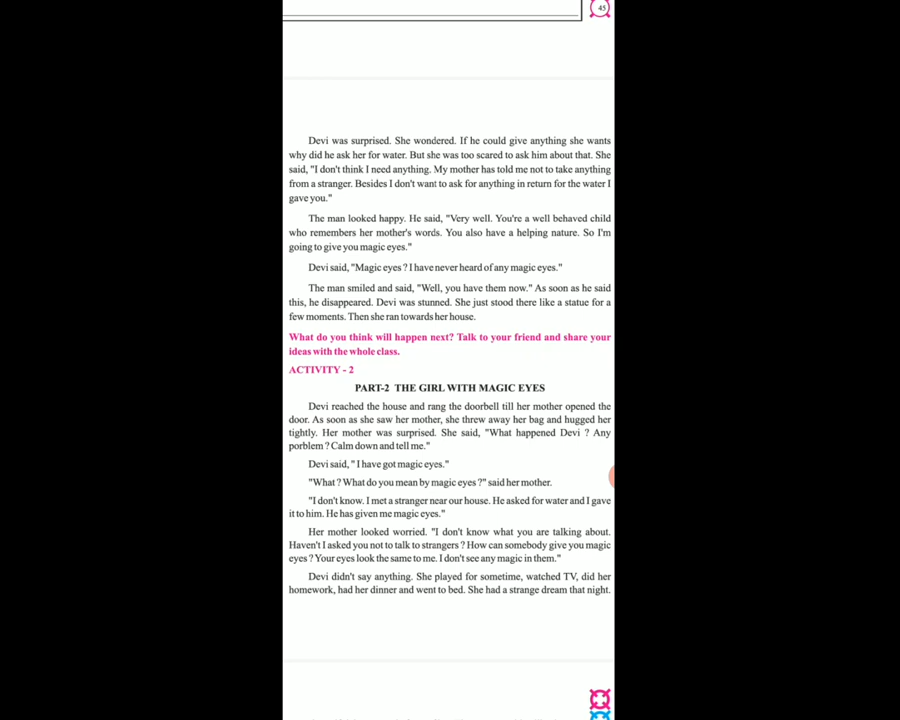 45
Devi was surprised. She wondered. If he could give anything she wants
why did he ask her for water. But she was too scared to ask him about that. She
said, "I don't think I need anything. My mother has told me not to take anything
from a stranger. Besides I don't want to ask for anything in return for the water I
gave you."
The man looked happy. He said, "Very well. You're a well behaved child
who remembers her mother's words. You also have a helping nature. So I'm
going to give you magic eyes."
Devi said, "Magic eyes ? I have never heard of any magic eyes."
The man smiled and said, "Well, you have them now." As soon as he said
this, he disappeared. Devi was stunned. She just stood there like a statue for a
few moments. Then she ran towards her house.
What do you think will happen next? Talk to your friend and share your
ideas with the whole class.
ACTIVITY - 2
PART-2 THE GIRL WITH MAGIC EYES
Devi reached the house and rang the doorbell till her mother opened the
door. As soon as she saw her mother, she threw away her bag and hugged her
tightly. Her mother was surprised. She said, "What happened Devi ? Any
porblem ? Calm down and tell me."
Devi said, " I have got magic eyes."
"What ? What do you mean by magic eyes ?" said her mother.
"I don't know. I met a stranger near our house. He asked for water and I gave
it to him. He has given me magic eyes."
Her mother looked worried. "I don't know what you are talking about.
Haven't I asked you not to talk to strangers ? How can somebody give you magic
eyes ? Your eyes look the same to me. I don't see any magic in them."
Devi didn't say anything. She played for sometime, watched TV, did her
homework, had her dinner and went to bed. She had a strange dream that night.